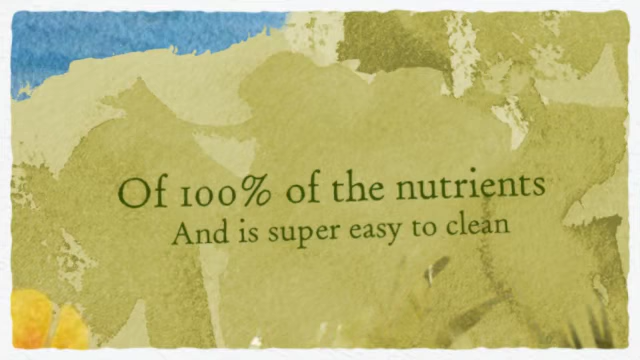 Of 100% of the nutrients
And is super easy to clean